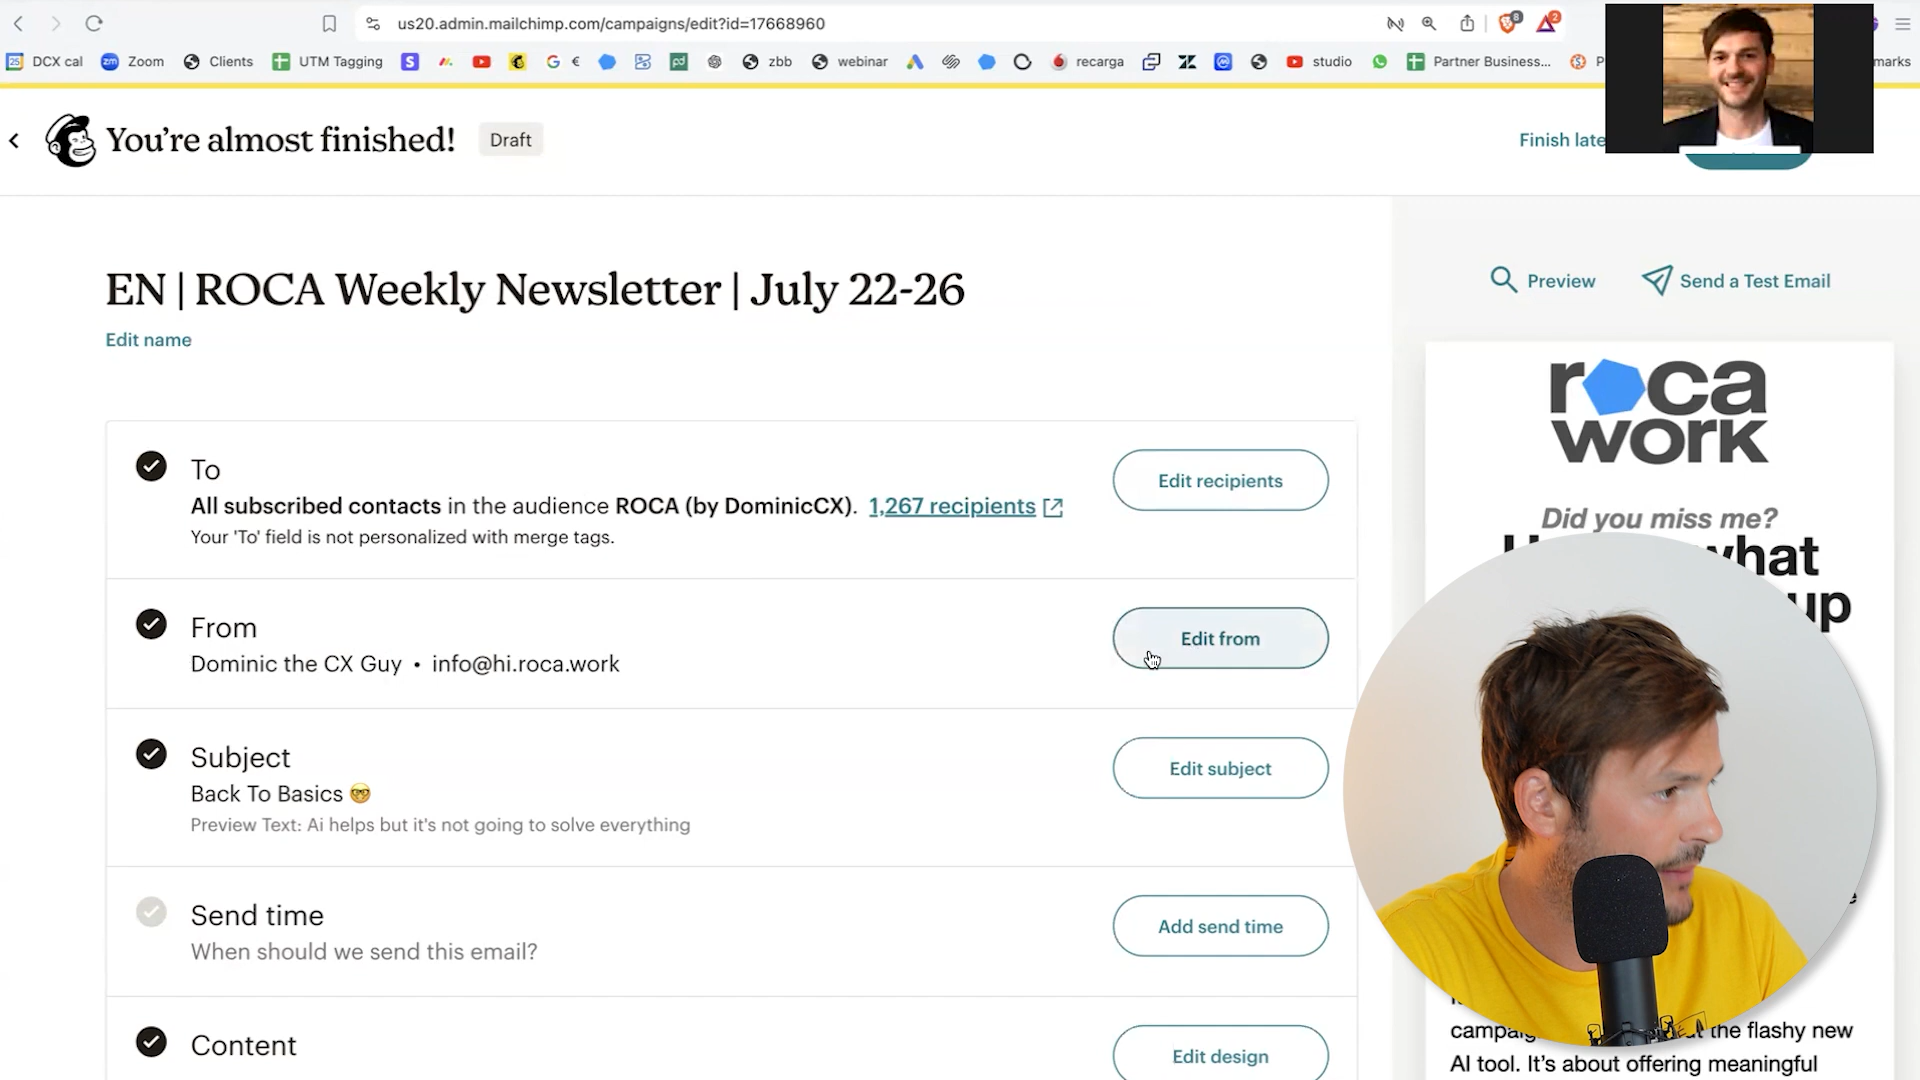 us20.admin.mailchimp.com/campaigns/edit?id=17668960
8
2
DCX cal
Zoom
Clients
UTM Tagging
zbb
webinar
recarga
studio
Partner Business...
marks
You're almost finished!
Draft
Finish late
EN | ROCA Weekly Newsletter | July 22-26
Edit name
Preview
Send a Test Email
To
All subscribed contacts in the audience ROCA (by DominicCX). 1,267 recipients
Your 'To' field is not personalized with merge tags.
Edit recipients
From
Dominic the CX Guy • info@hi.roca.work
Edit from
Subject
Back To Basics 🤓
Preview Text: Ai helps but it's not going to solve everything
Edit subject
Send time
When should we send this email?
Add send time
Content
Edit design
roca
work
Did you miss me?
what
up
the flashy new
AI tool. It's about offering meaningful